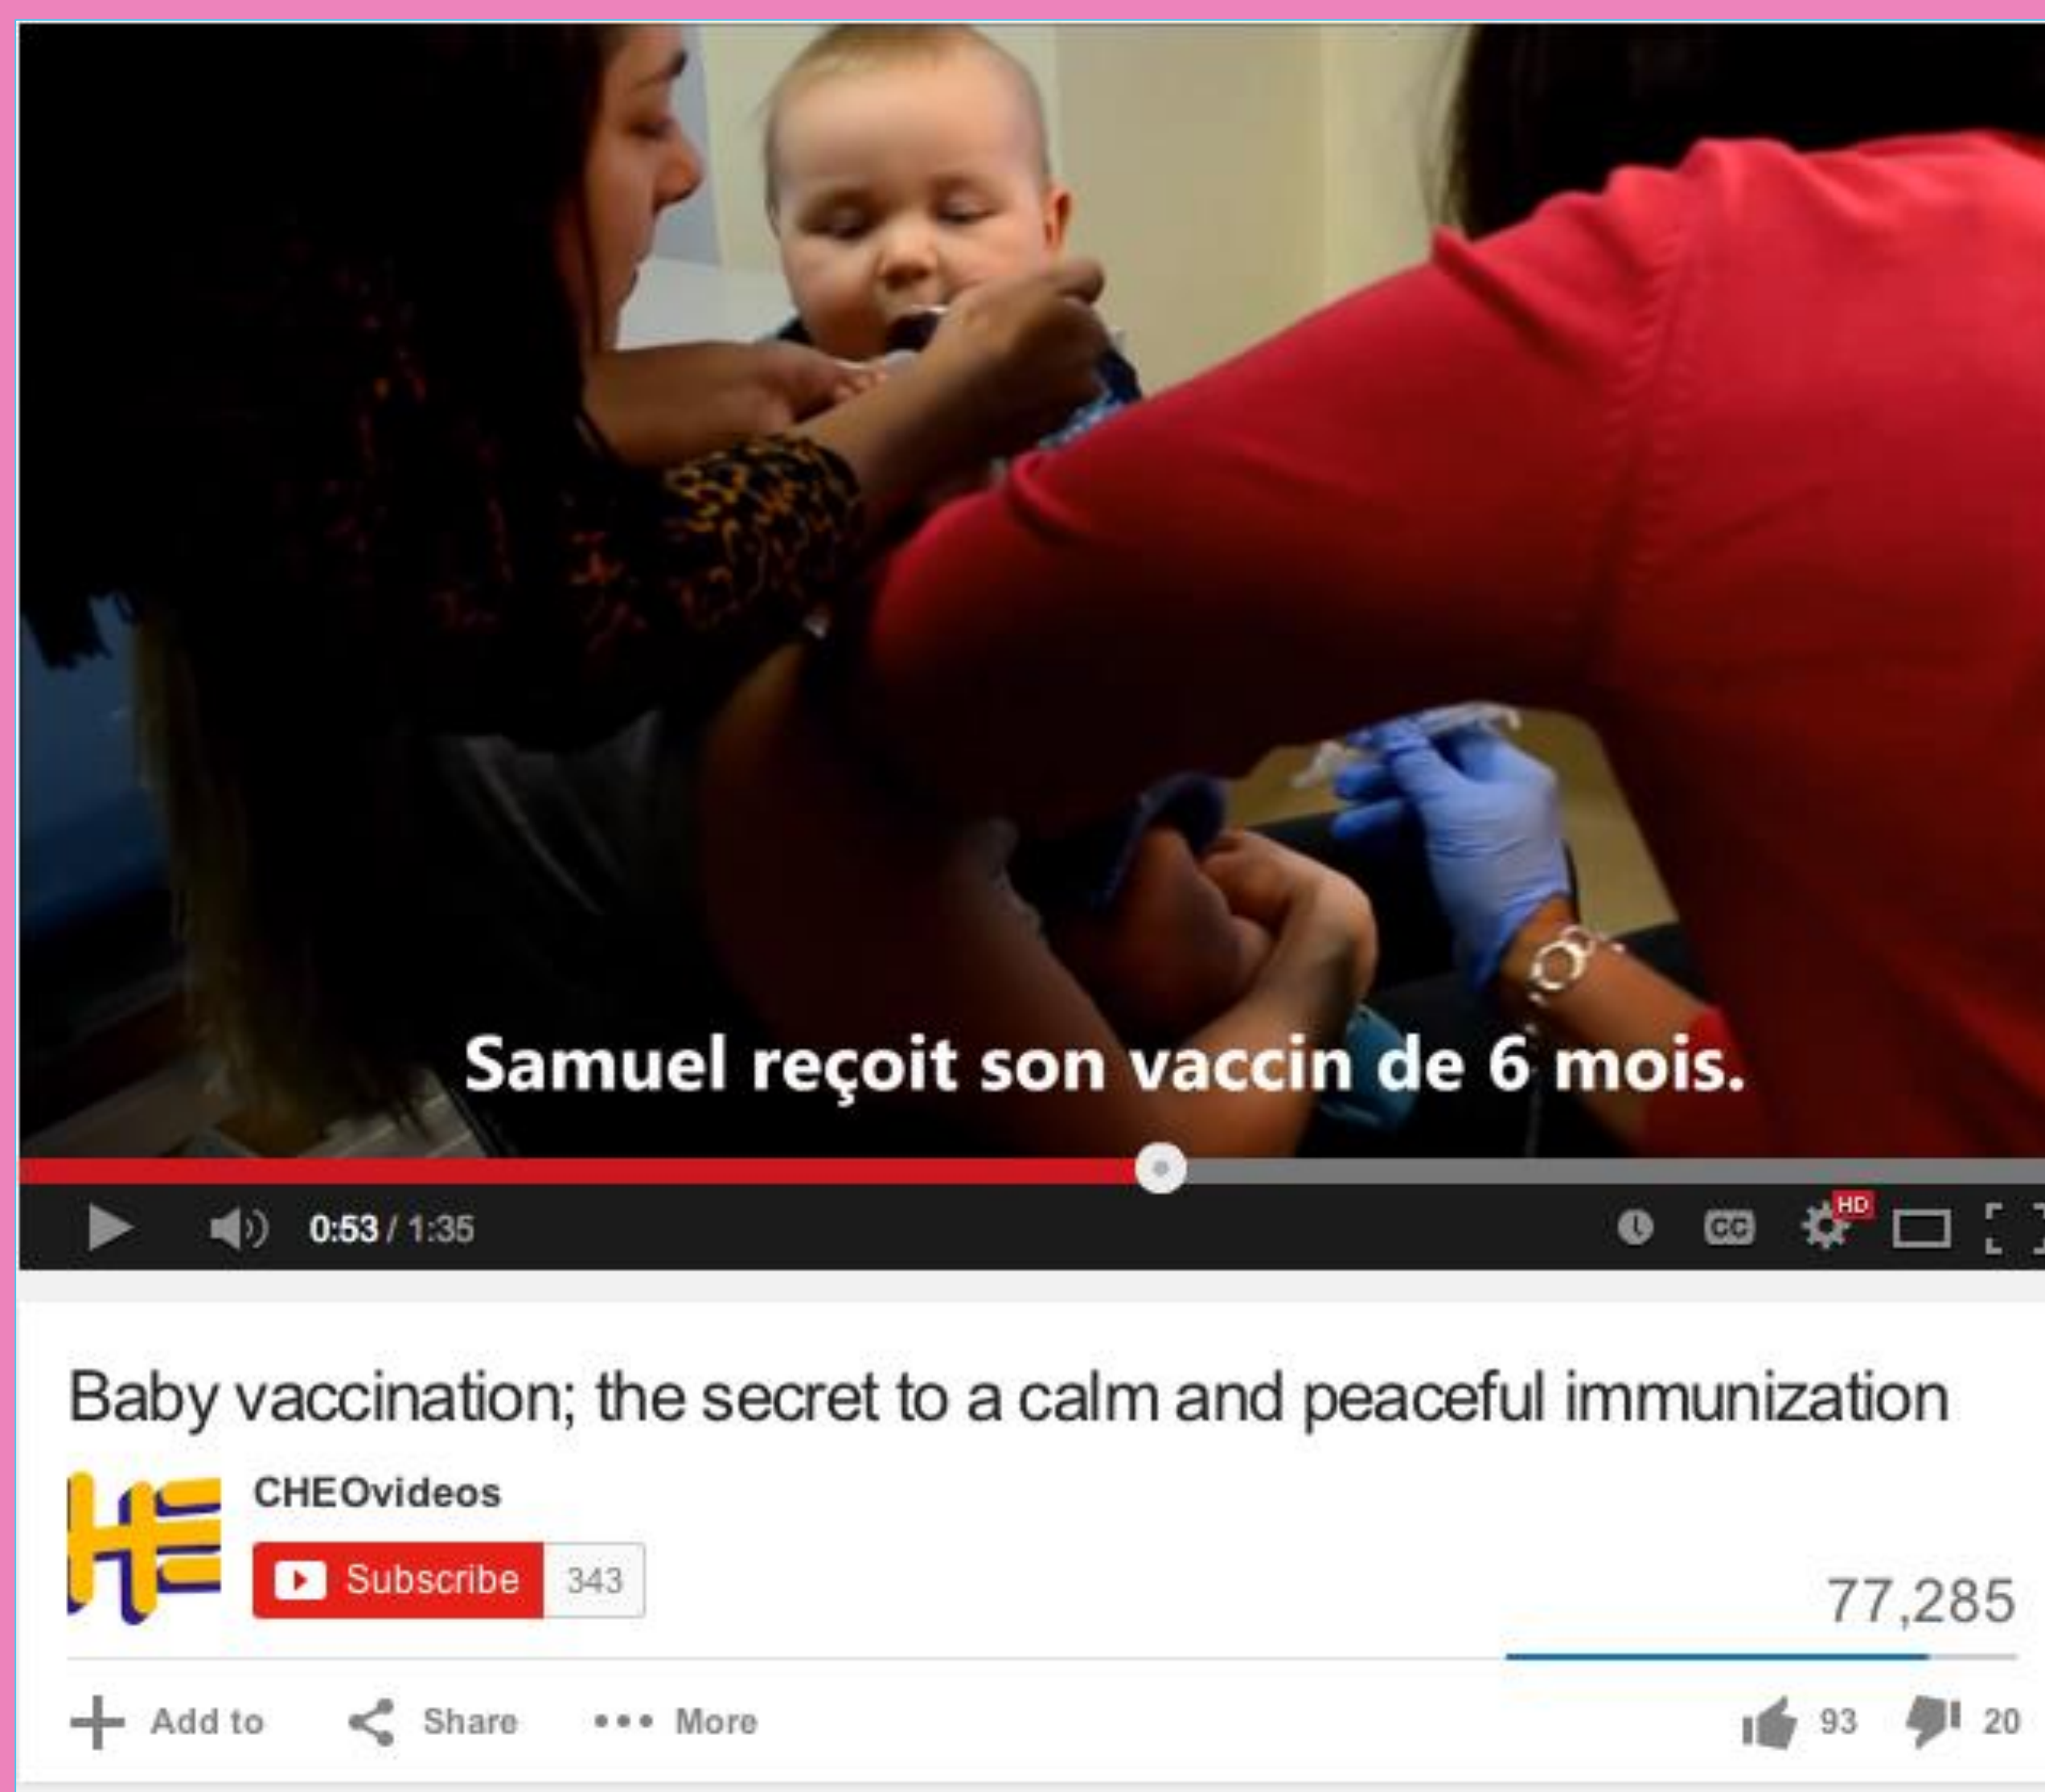 Samuel reçoit son vaccin de 6 mois.
0:53 / 1:35
CC
HD
Baby vaccination; the secret to a calm and peaceful immunization
HE
CHEOvideos
Subscribe 343
77,285
Add to Share More 93 20